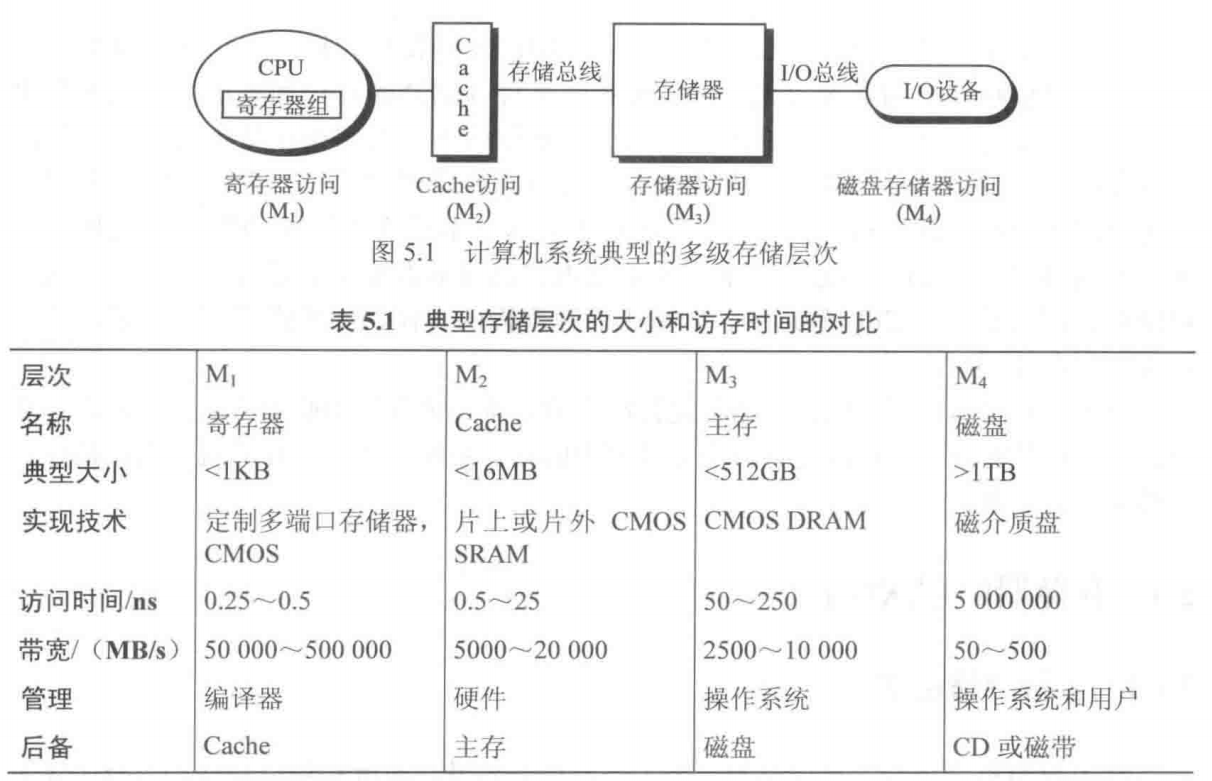 CPU
寄存器组
Cache
存储总线
存储器
I/O总线
I/O设备
寄存器访问 Cache访问 存储器访问 磁盘存储器访问
(M₁) (M₂) (M₃) (M₄)
图 5.1 计算机系统典型的多级存储层次
表 5.1 典型存储层次的大小和访存时间的对比
层次 M₁ M₂ M₃ M₄
名称 寄存器 Cache 主存 磁盘
典型大小 <1KB <16MB <512GB >1TB
实现技术 定制多端口存储器， 片上或片外 CMOS CMOS DRAM 磁介质盘
CMOS SRAM
访问时间/ns 0.25～0.5 0.5～25 50～250 5 000 000
带宽/（MB/s） 50 000～500 000 5000～20 000 2500～10 000 50～500
管理 编译器 硬件 操作系统 操作系统和用户
后备 Cache 主存 磁盘 CD 或磁带